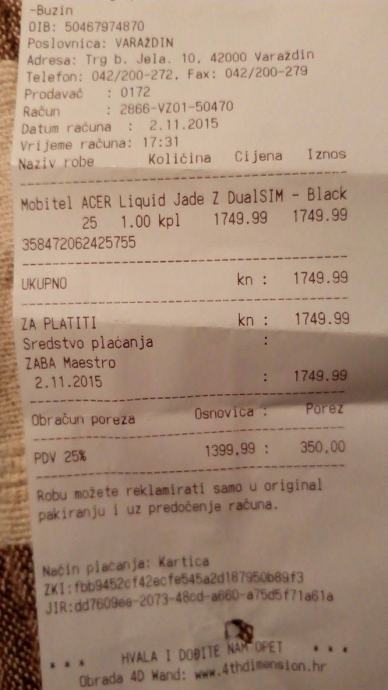 -Buzin
OIB: 50467974870
Poslovnica: VARAŽDIN
Adresa: Trg b. Jela. 10, 42000 Varaždin
Telefon: 042/200-272, Fax: 042/200-279
Prodavač : 0172
Račun : 2866-VZ01-50470
Datum računa : 2.11.2015
Vrijeme računa: 17:31
Naziv robe Količina Cijena Iznos
Mobitel ACER Liquid Jade Z DualSIM - Black
25 1.00 kpl 1749.99 1749.99
358472062425755
UKUPNO kn : 1749.99
ZA PLATITI kn : 1749.99
Sredstvo plaćanja :
ZABA Maestro
2.11.2015 : 1749.99
Obračun poreza Osnovica : Porez
PDV 25% 1399,99 : 350,00
Robu možete reklamirati samo u original
pakiranju i uz predočenje računa.
Način plaćanja: Kartica
ZKI:fbb9452cf42ecfe545a2d187950b89f3
JIR:dd7609ee-2073-48cd-a660-a75d5f71a61a
* * * HVALA I DOĐITE NAM OPET * * *
Obrada 4D Wand: www.4thdimension.hr